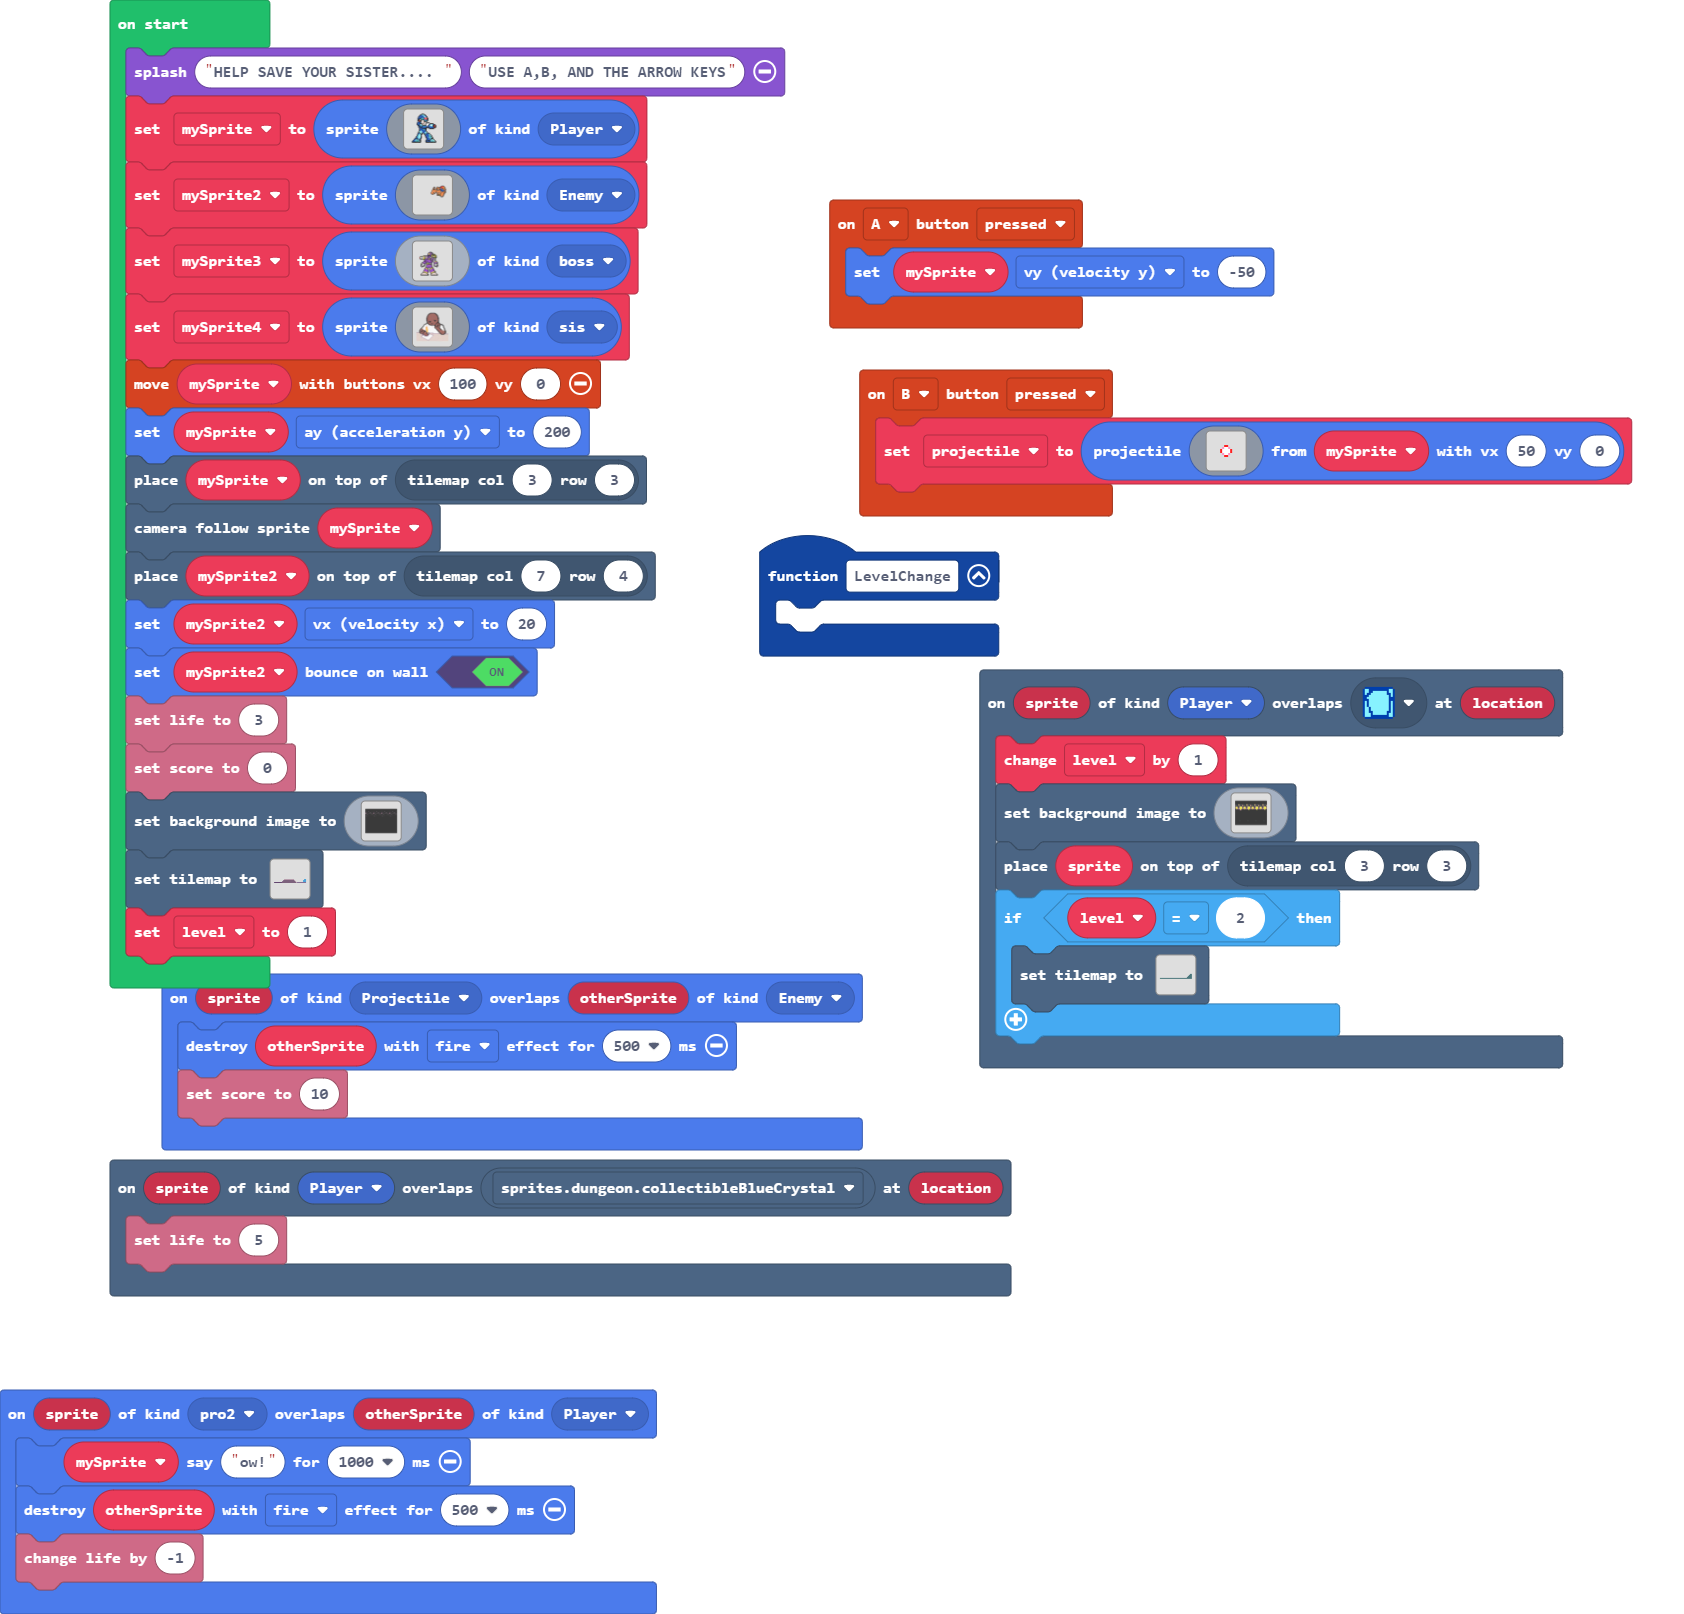 on start
splash "HELP SAVE YOUR SISTER.... " "USE A,B, AND THE ARROW KEYS"
set mySprite to sprite of kind Player
set mySprite2 to sprite of kind Enemy
set mySprite3 to sprite of kind boss
set mySprite4 to sprite of kind sis
move mySprite with buttons vx 100 vy 0
set mySprite ay (acceleration y) to 200
place mySprite on top of tilemap col 3 row 3
camera follow sprite mySprite
place mySprite2 on top of tilemap col 7 row 4
set mySprite2 vx (velocity x) to 20
set mySprite2 bounce on wall ON
set life to 3
set score to 0
set background image to
set tilemap to
set level to 1
on A button pressed
set mySprite vy (velocity y) to -50
on B button pressed
set projectile to projectile from mySprite with vx 50 vy 0
function LevelChange
on sprite of kind Player overlaps at location
change level by 1
set background image to
place sprite on top of tilemap col 3 row 3
if level = 2 then
set tilemap to
on sprite of kind Projectile overlaps otherSprite of kind Enemy
destroy otherSprite with fire effect for 500 ms
set score to 10
on sprite of kind Player overlaps sprites.dungeon.collectibleBlueCrystal at location
set life to 5
on sprite of kind pro2 overlaps otherSprite of kind Player
mySprite say "ow!" for 1000 ms
destroy otherSprite with fire effect for 500 ms
change life by -1